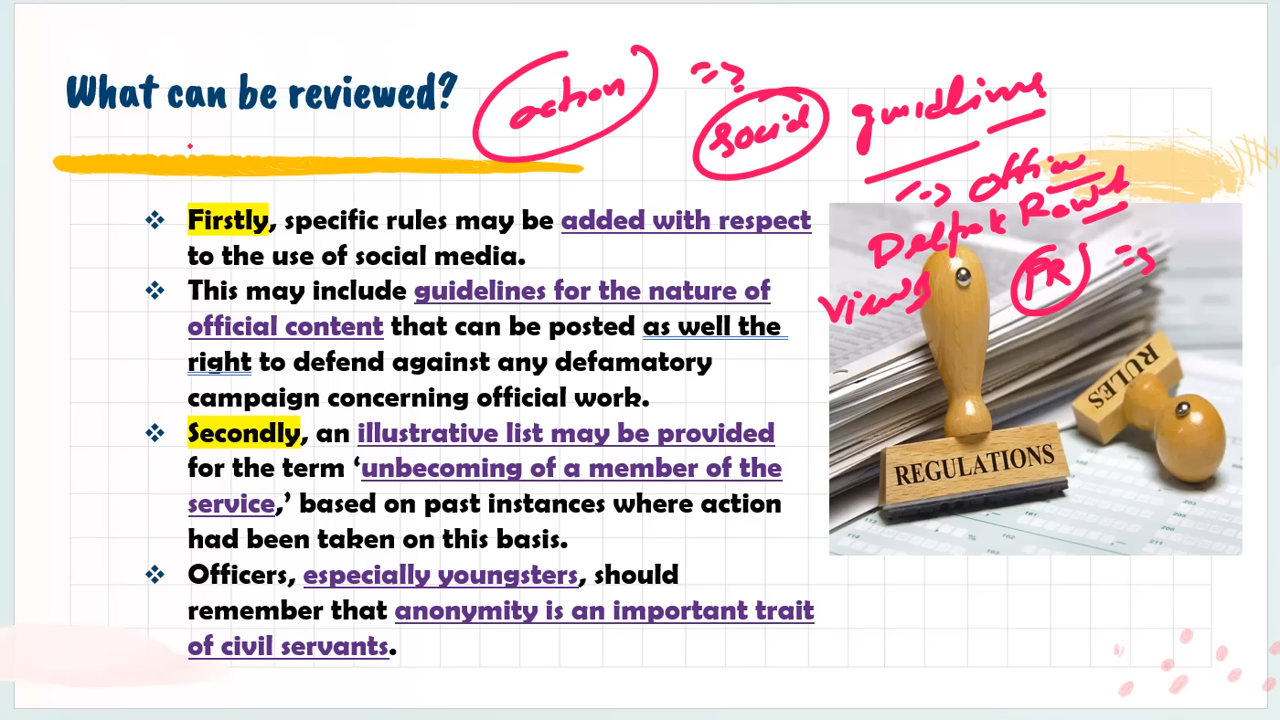 What can be reviewed?
action
=>
social guidlines
=> office
Deepak Rawt
views
FR =>
❖ Firstly, specific rules may be added with respect
to the use of social media.
❖ This may include guidelines for the nature of
official content that can be posted as well the
right to defend against any defamatory
campaign concerning official work.
❖ Secondly, an illustrative list may be provided
for the term ‘unbecoming of a member of the
service,’ based on past instances where action
had been taken on this basis.
❖ Officers, especially youngsters, should
remember that anonymity is an important trait
of civil servants.
RULES
REGULATIONS